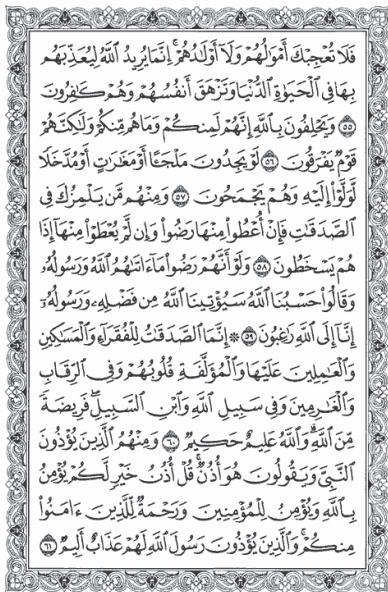 فَلَا تُعْجِبْكَ أَمْوَٰلُهُمْ وَلَآ أَوْلَٰدُهُمْ ۚ إِنَّمَا يُرِيدُ ٱللَّهُ لِيُعَذِّبَهُم
بِهَا فِى ٱلْحَيَوٰةِ ٱلدُّنْيَا وَتَزْهَقَ أَنفُسُهُمْ وَهُمْ كَٰفِرُونَ
۝٥٥ وَيَحْلِفُونَ بِٱللَّهِ إِنَّهُمْ لَمِنكُمْ وَمَا هُم مِّنكُمْ وَلَٰكِنَّهُمْ
قَوْمٌ يَفْرَقُونَ ۝٥٦ لَوْ يَجِدُونَ مَلْجَـًٔا أَوْ مَغَٰرَٰتٍ أَوْ مُدَّخَلًا
لَّوَلَّوْا۟ إِلَيْهِ وَهُمْ يَجْمَحُونَ ۝٥٧ وَمِنْهُم مَّن يَلْمِزُكَ فِى
ٱلصَّدَقَٰتِ فَإِنْ أُعْطُوا۟ مِنْهَا رَضُوا۟ وَإِن لَّمْ يُعْطَوْا۟ مِنْهَآ إِذَا
هُمْ يَسْخَطُونَ ۝٥٨ وَلَوْ أَنَّهُمْ رَضُوا۟ مَآ ءَاتَىٰهُمُ ٱللَّهُ وَرَسُولُهُۥ
وَقَالُوا۟ حَسْبُنَا ٱللَّهُ سَيُؤْتِينَا ٱللَّهُ مِن فَضْلِهِۦ وَرَسُولُهُۥٓ
إِنَّآ إِلَى ٱللَّهِ رَٰغِبُونَ ۝٥٩ ۞ إِنَّمَا ٱلصَّدَقَٰتُ لِلْفُقَرَآءِ وَٱلْمَسَٰكِينِ
وَٱلْعَٰمِلِينَ عَلَيْهَا وَٱلْمُؤَلَّفَةِ قُلُوبُهُمْ وَفِى ٱلرِّقَابِ
وَٱلْغَٰرِمِينَ وَفِى سَبِيلِ ٱللَّهِ وَٱبْنِ ٱلسَّبِيلِ ۖ فَرِيضَةً
مِّنَ ٱللَّهِ ۗ وَٱللَّهُ عَلِيمٌ حَكِيمٌ ۝٦٠ وَمِنْهُمُ ٱلَّذِينَ يُؤْذُونَ
ٱلنَّبِىَّ وَيَقُولُونَ هُوَ أُذُنٌ ۚ قُلْ أُذُنُ خَيْرٍ لَّكُمْ يُؤْمِنُ
بِٱللَّهِ وَيُؤْمِنُ لِلْمُؤْمِنِينَ وَرَحْمَةٌ لِّلَّذِينَ ءَامَنُوا۟
مِنكُمْ ۚ وَٱلَّذِينَ يُؤْذُونَ رَسُولَ ٱللَّهِ لَهُمْ عَذَابٌ أَلِيمٌ ۝٦١